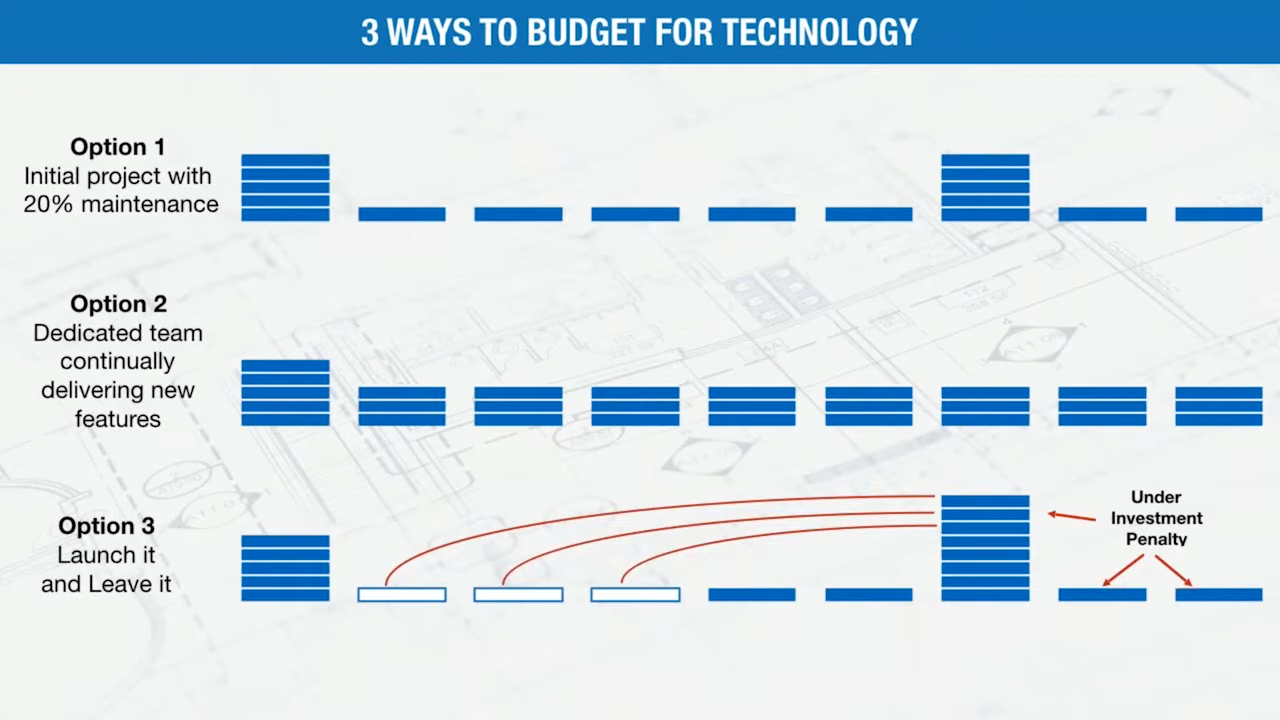 3 WAYS TO BUDGET FOR TECHNOLOGY
Option 1
Initial project with
20% maintenance
Option 2
Dedicated team
continually
delivering new
features
Option 3
Launch it
and Leave it
Under
Investment
Penalty